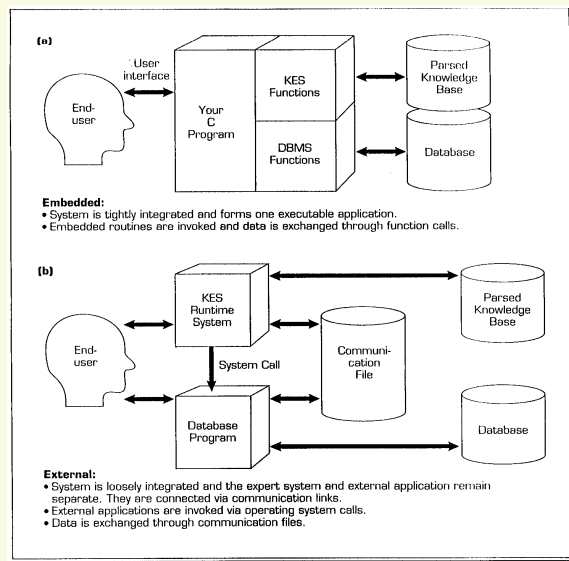 (a)
User
interface
End-
user
Your
C
Program
KES
Functions
DBMS
Functions
Parsed
Knowledge
Base
Database
Embedded:
• System is tightly integrated and forms one executable application.
• Embedded routines are invoked and data is exchanged through function calls.
(b)
KES
Runtime
System
Parsed
Knowledge
Base
End-
user
System Call
Communi-
cation
File
Database
Program
Database
External:
• System is loosely integrated and the expert system and external application remain
separate. They are connected via communication links.
• External applications are invoked via operating system calls.
• Data is exchanged through communication files.